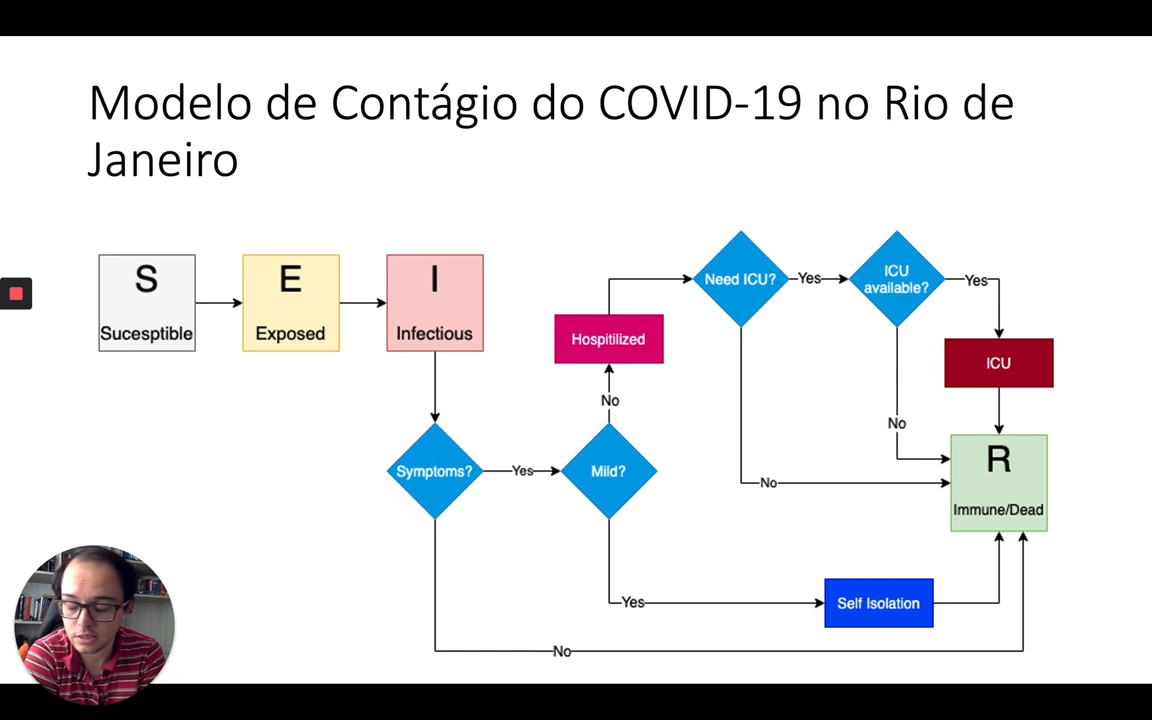 Modelo de Contágio do COVID-19 no Rio de
Janeiro
S
Sucesptible
E
Exposed
I
Infectious
Symptoms?
Yes
No
Mild?
No
Yes
Hospitilized
Need ICU?
Yes
No
ICU
available?
Yes
No
ICU
R
Immune/Dead
Self Isolation